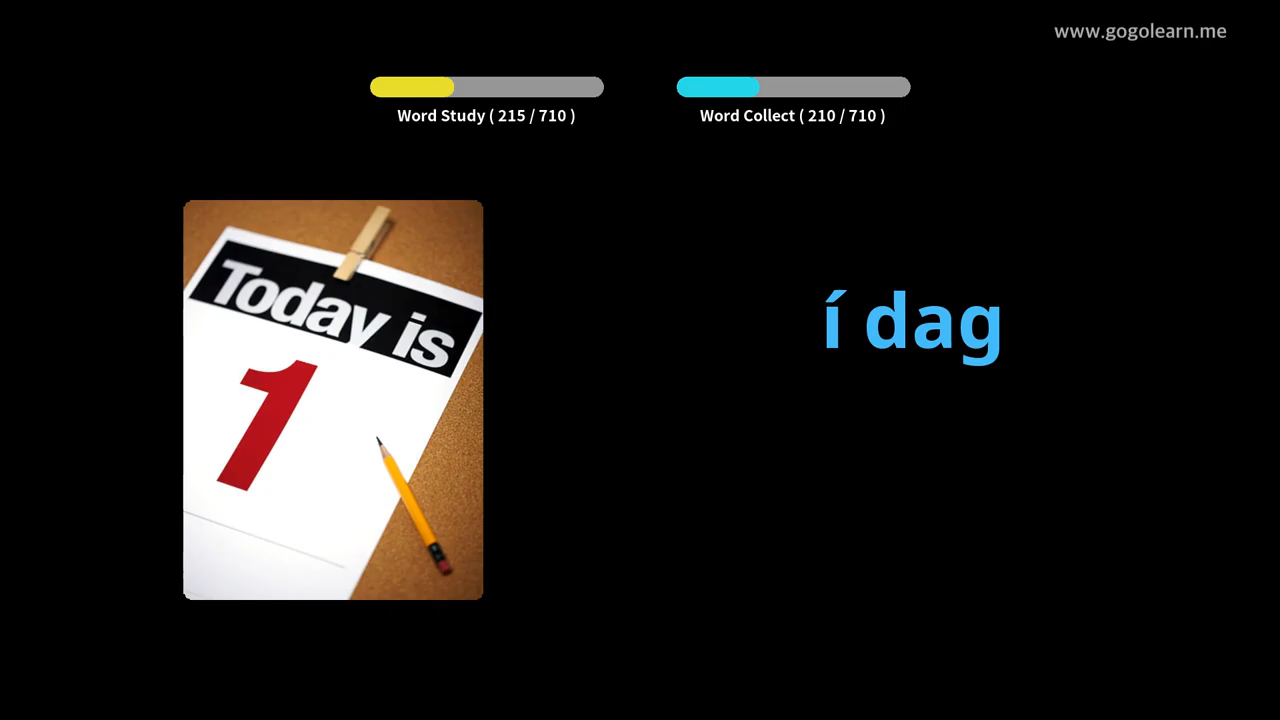 www.gogolearn.me
Word Study ( 215 / 710 )
Word Collect ( 210 / 710 )
Today is
1
í dag